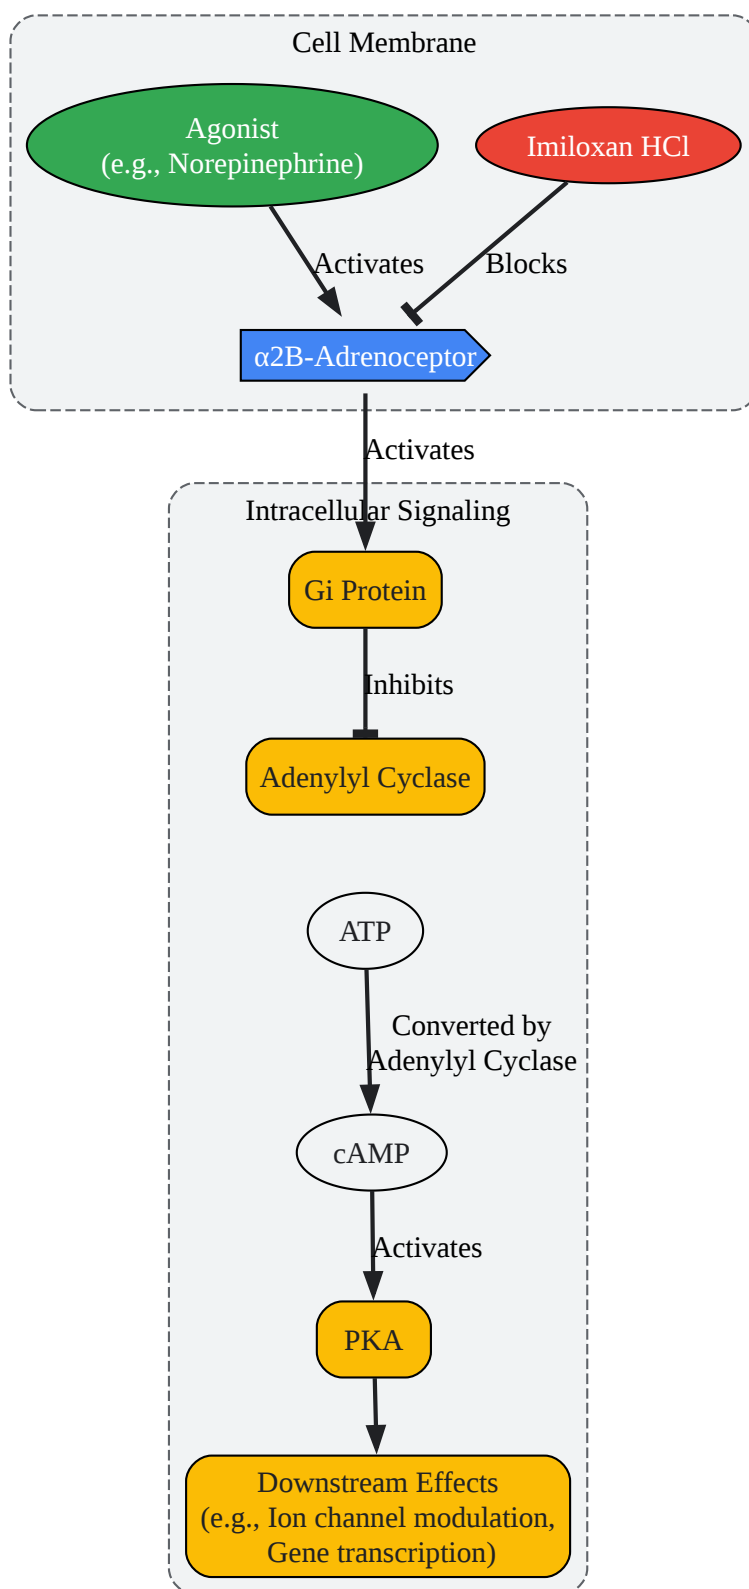 Cell Membrane
Agonist
(e.g., Norepinephrine)
Imiloxan HCl
Activates
Blocks
α2B-Adrenoceptor
Activates
Intracellular Signaling
Gi Protein
Inhibits
Adenylyl Cyclase
ATP
Converted by
Adenylyl Cyclase
cAMP
Activates
PKA
Downstream Effects
(e.g., Ion channel modulation,
Gene transcription)